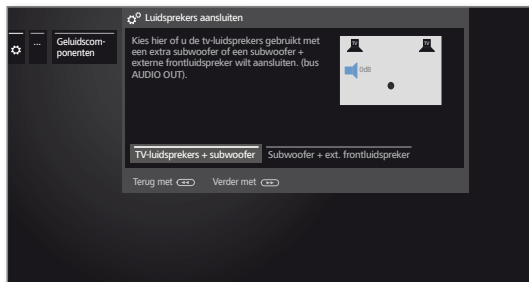 Luidsprekers aansluiten
...
Geluidscom-
ponenten
Kies hier of u de tv-luidsprekers gebruikt met
een extra subwoofer of een subwoofer +
externe frontluidspreker wilt aansluiten. (bus
AUDIO OUT).
TV
TV
0dB
TV-luidsprekers + subwoofer
Subwoofer + ext. frontluidspreker
Terug met
Verder met